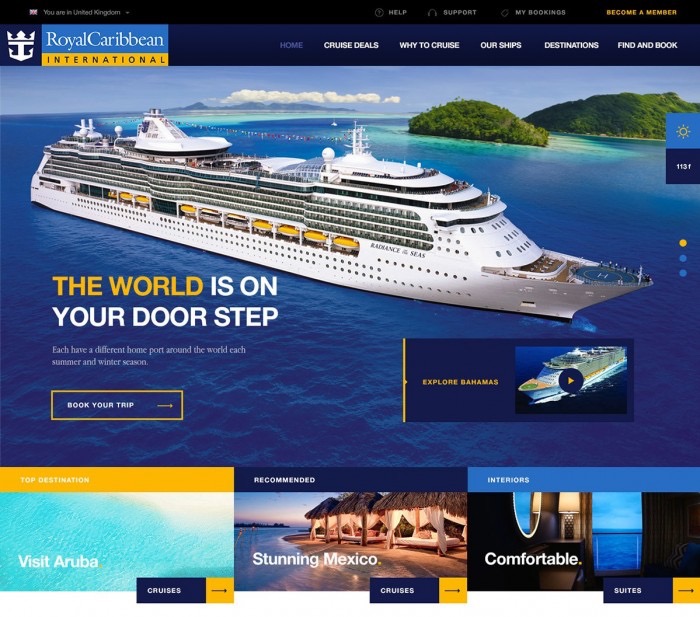 You are in United Kingdom
HELP
SUPPORT
MY BOOKINGS
BECOME A MEMBER
RoyalCaribbean
INTERNATIONAL
HOME
CRUISE DEALS
WHY TO CRUISE
OUR SHIPS
DESTINATIONS
FIND AND BOOK
113 f
RADIANCE of the SEAS
THE WORLD IS ON
YOUR DOOR STEP
Each have a different home port around the world each
summer and winter season.
EXPLORE BAHAMAS
BOOK YOUR TRIP
TOP DESTINATION
RECOMMENDED
INTERIORS
Visit Aruba.
Stunning Mexico.
Comfortable.
CRUISES
CRUISES
SUITES